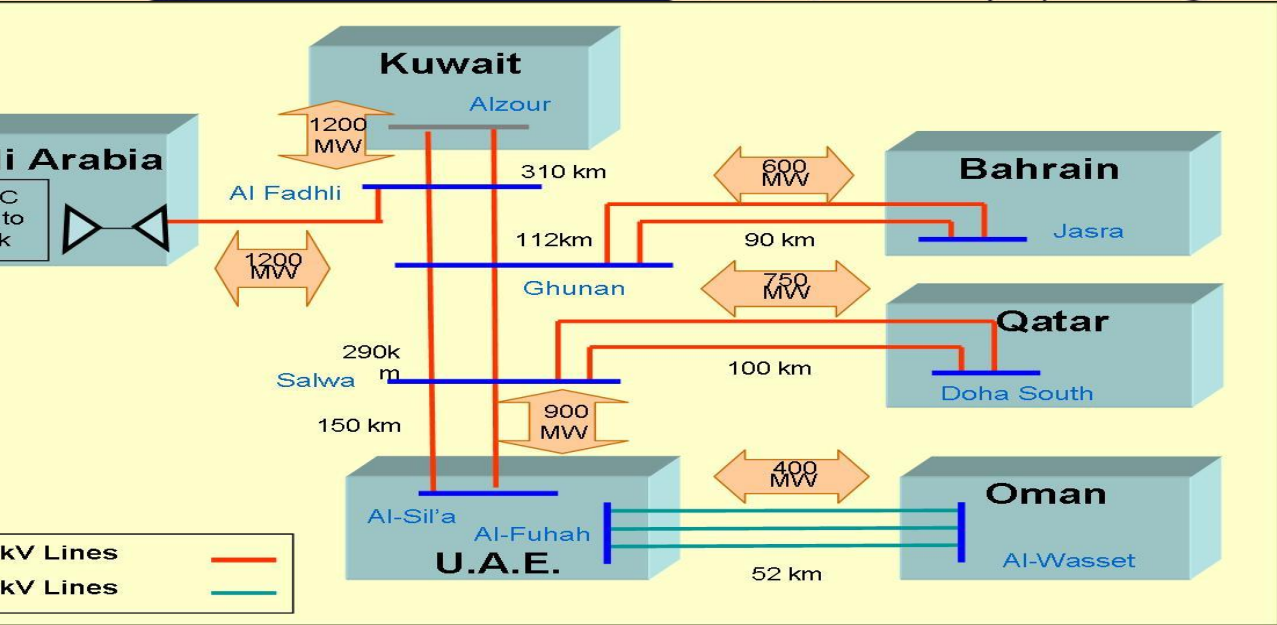 Kuwait
Alzour
1200
MW
i Arabia
C
to
k
Al Fadhli
310 km
1200
MW
600
MW
Bahrain
Jasra
112km
90 km
Ghunan
750
MW
Qatar
Doha South
290k
m
Salwa
100 km
150 km
900
MW
400
MW
Oman
Al-Wasset
Al-Sil'a
Al-Fuhah
U.A.E.
52 km
kV Lines
kV Lines